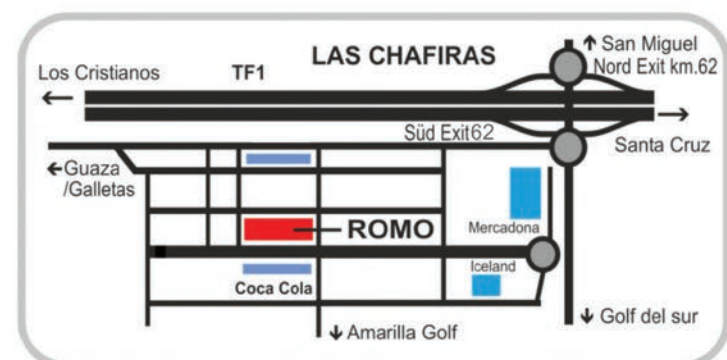 LAS CHAFIRAS
↑ San Miguel
Nord Exit km.62
Los Cristianos
TF1
←
→
Süd Exit62
Santa Cruz
←Guaza
/Galletas
ROMO
Mercadona
Iceland
Coca Cola
↓ Amarilla Golf
↓ Golf del sur